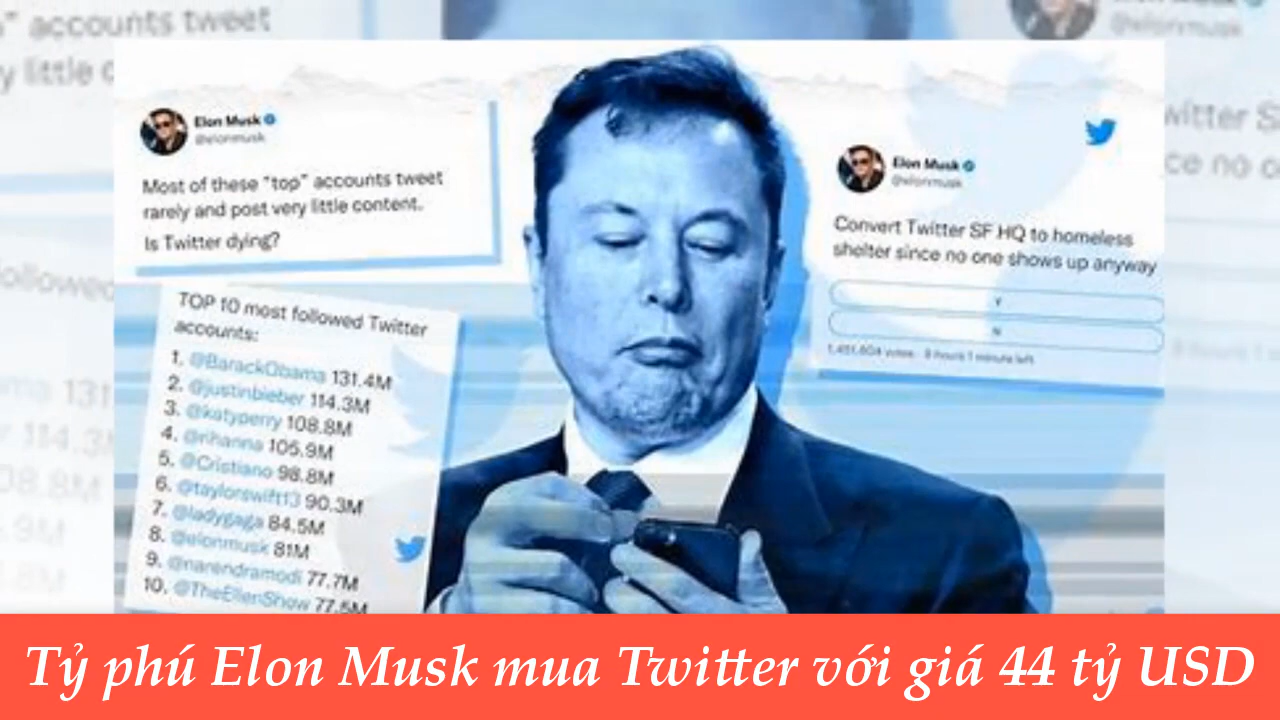 Elon Musk
@elonmusk
Most of these "top" accounts tweet
rarely and post very little content.
Is Twitter dying?
TOP 10 most followed Twitter
accounts:
1. @BarackObama 131.4M
2. @justinbieber 114.3M
3. @katyperry 108.8M
4. @rihanna 105.9M
5. @Cristiano 98.8M
6. @taylorswift13 90.3M
7. @ladygaga 84.5M
8. @elonmusk 81M
9. @narendramodi 77.7M
10. @TheEllenShow 77.5M
Elon Musk
@elonmusk
Convert Twitter SF HQ to homeless
shelter since no one shows up anyway
Y
N
votes · 9 hours 1 minute left
Tỷ phú Elon Musk mua Twitter với giá 44 tỷ USD